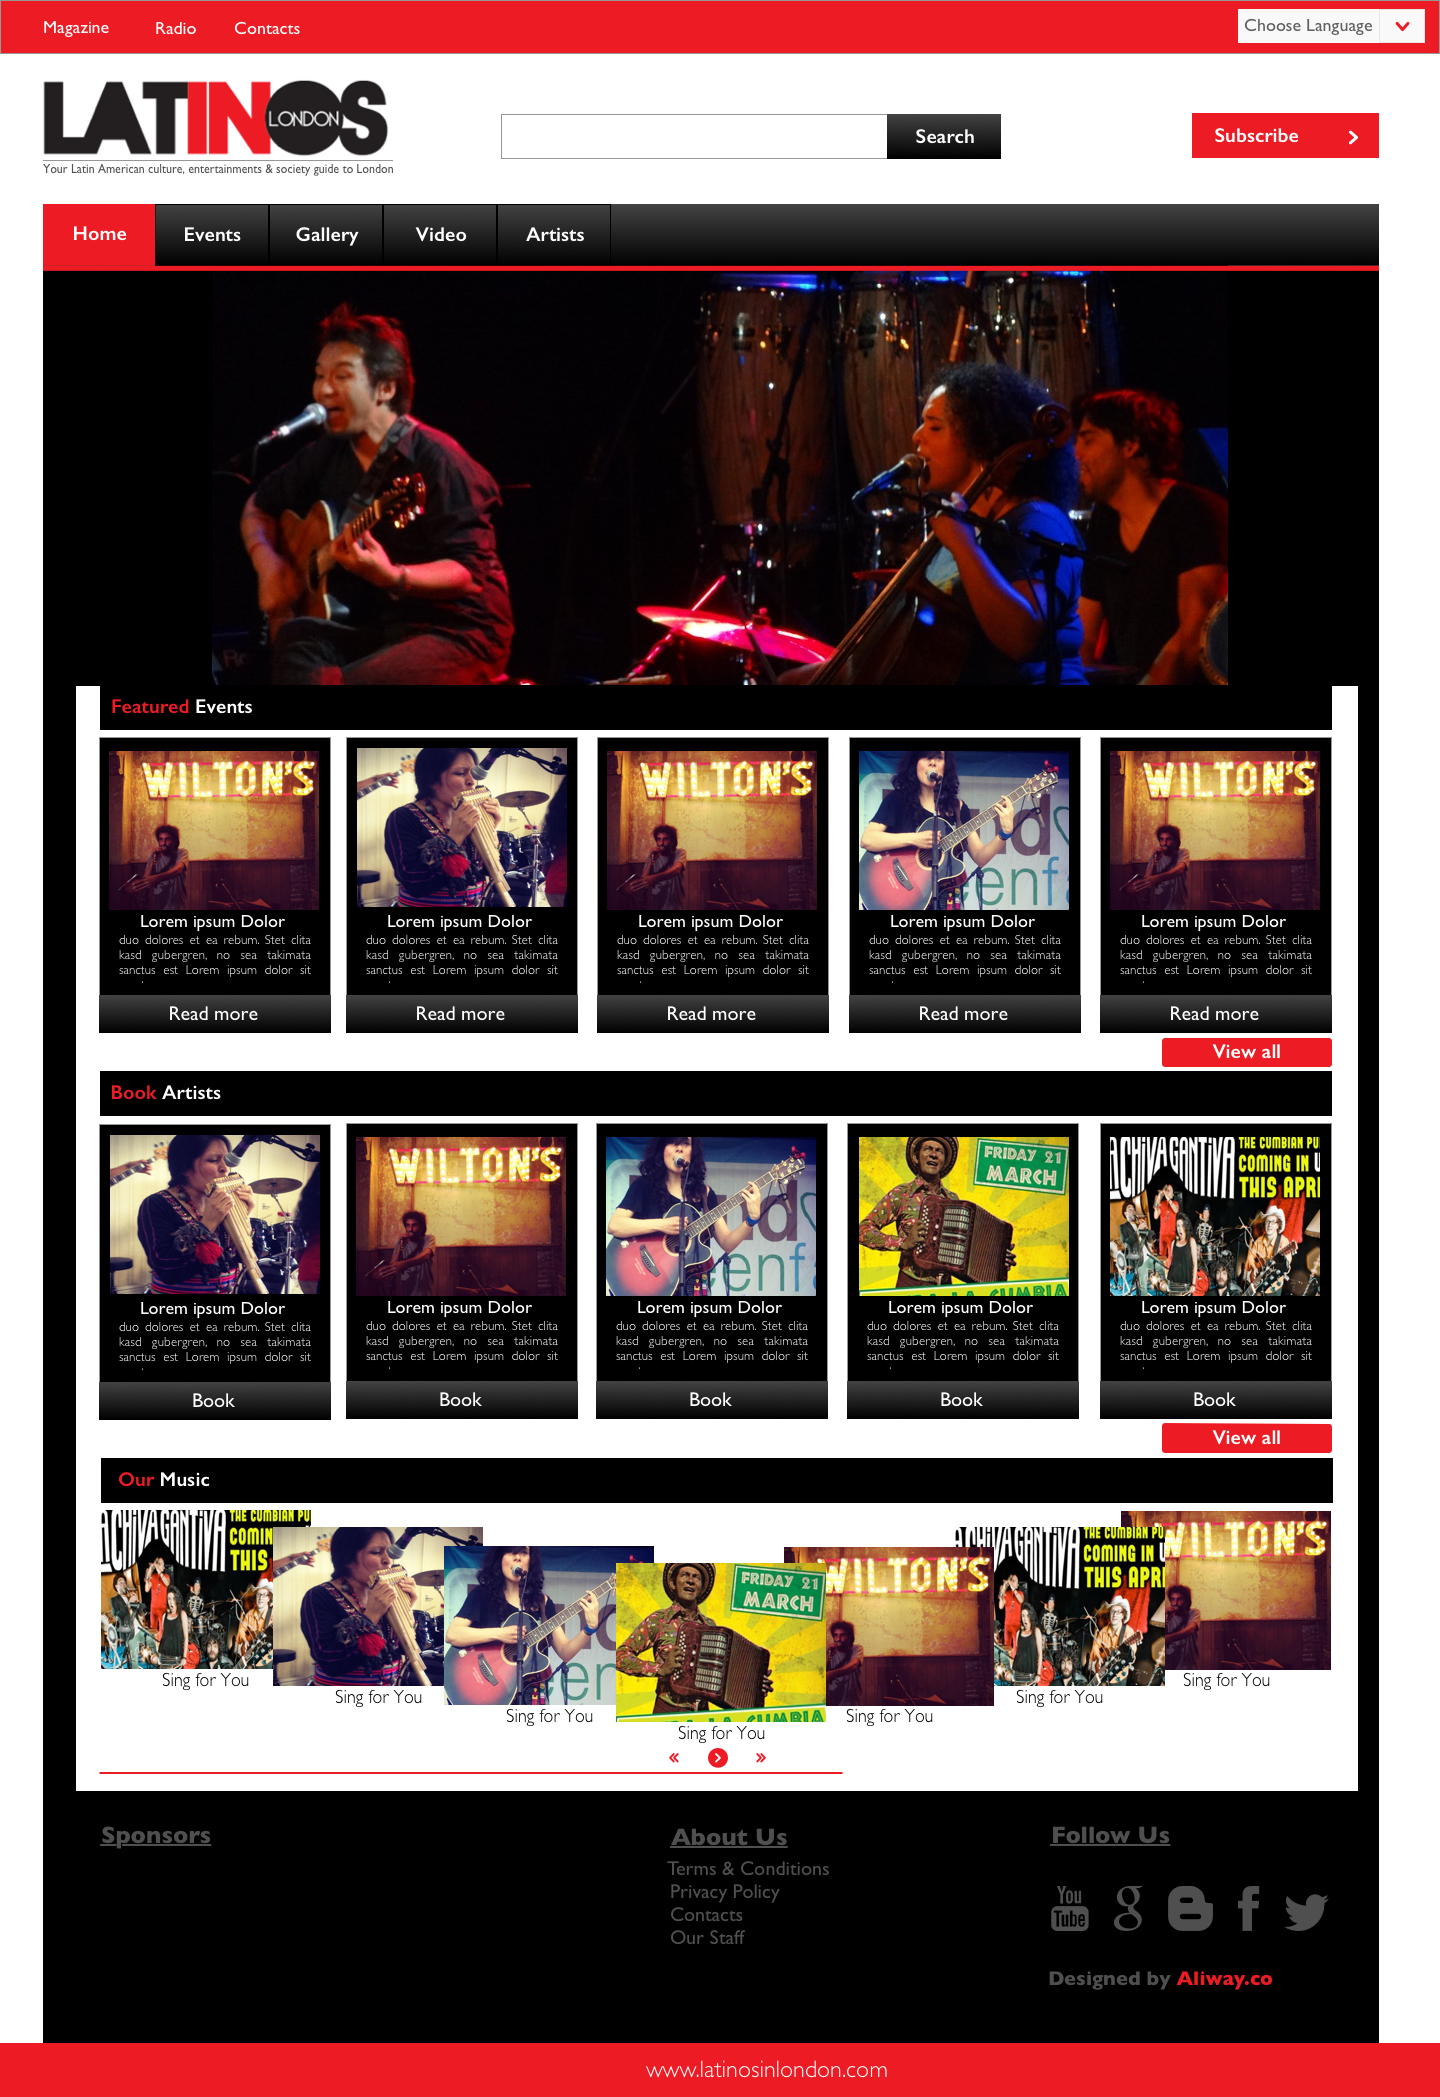 Magazine Radio Contacts Choose Language
LATINOS
LONDON
Your Latin American culture, entertainments & society guide to London
Search
Subscribe
Home Events Gallery Video Artists
Featured Events
WILTON'S
WILTON'S
WILTON'S
Lorem ipsum Dolor
duo dolores et ea rebum. Stet clita
kasd gubergren, no sea takimata
sanctus est Lorem ipsum dolor sit
Read more
Lorem ipsum Dolor
duo dolores et ea rebum. Stet clita
kasd gubergren, no sea takimata
sanctus est Lorem ipsum dolor sit
Read more
Lorem ipsum Dolor
duo dolores et ea rebum. Stet clita
kasd gubergren, no sea takimata
sanctus est Lorem ipsum dolor sit
Read more
Lorem ipsum Dolor
duo dolores et ea rebum. Stet clita
kasd gubergren, no sea takimata
sanctus est Lorem ipsum dolor sit
Read more
Lorem ipsum Dolor
duo dolores et ea rebum. Stet clita
kasd gubergren, no sea takimata
sanctus est Lorem ipsum dolor sit
Read more
View all
Book Artists
Lorem ipsum Dolor
duo dolores et ea rebum. Stet clita
kasd gubergren, no sea takimata
sanctus est Lorem ipsum dolor sit
Book
WILTON'S
Lorem ipsum Dolor
duo dolores et ea rebum. Stet clita
kasd gubergren, no sea takimata
sanctus est Lorem ipsum dolor sit
Book
Lorem ipsum Dolor
duo dolores et ea rebum. Stet clita
kasd gubergren, no sea takimata
sanctus est Lorem ipsum dolor sit
Book
FRIDAY 21
MARCH
LA CUMBIA
Lorem ipsum Dolor
duo dolores et ea rebum. Stet clita
kasd gubergren, no sea takimata
sanctus est Lorem ipsum dolor sit
Book
A CHIVA GANTIVA
THE CUMBIAN PU
COMING IN
THIS APRI
Lorem ipsum Dolor
duo dolores et ea rebum. Stet clita
kasd gubergren, no sea takimata
sanctus est Lorem ipsum dolor sit
Book
View all
Our Music
A CHIVA GANTIVA
THE CUMBIAN PU
COMING
THIS
Sing for You
Sing for You
Sing for You
FRIDAY 21
MARCH
LA CUMBIA
Sing for You
WILTON'S
Sing for You
CHIVA GANTIVA
THE CUMBIAN PU
COMING IN
THIS APRI
Sing for You
WILTON'S
Sing for You
Sponsors
About Us
Terms & Conditions
Privacy Policy
Contacts
Our Staff
Follow Us
You
Tube
Designed by Aliway.co
www.latinosinlondon.com